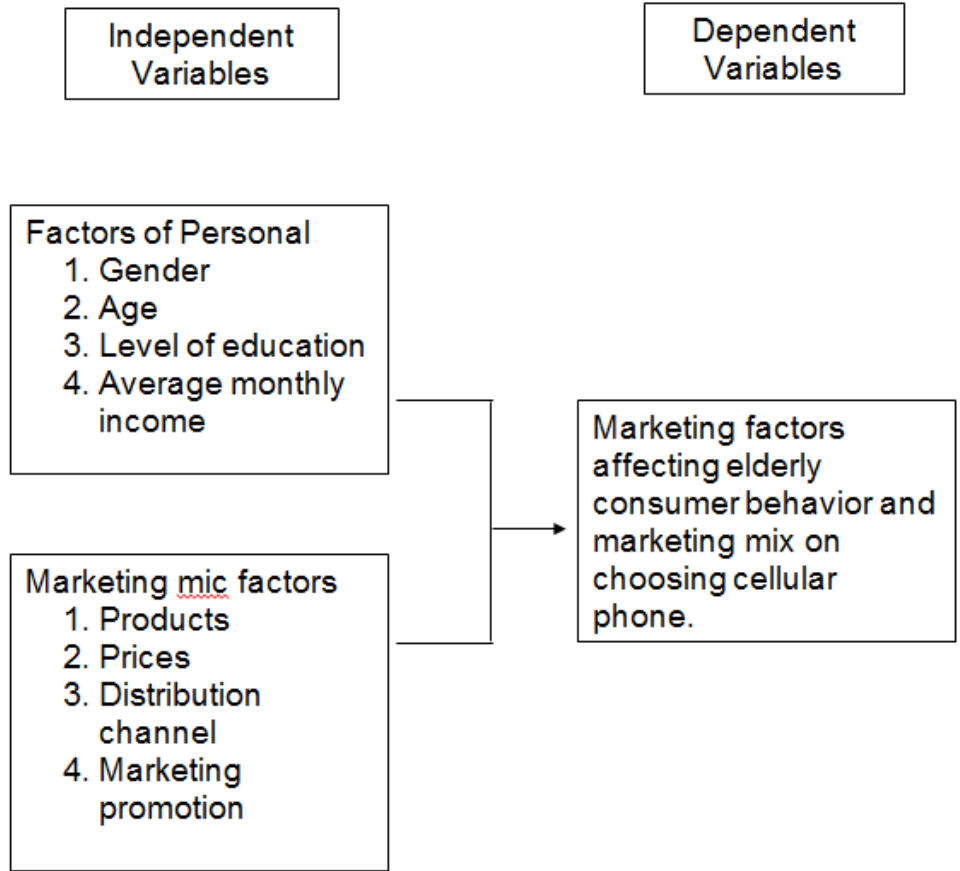 Independent
Variables
Dependent
Variables
Factors of Personal
1. Gender
2. Age
3. Level of education
4. Average monthly
income
Marketing mic factors
1. Products
2. Prices
3. Distribution
channel
4. Marketing
promotion
Marketing factors
affecting elderly
consumer behavior and
marketing mix on
choosing cellular
phone.